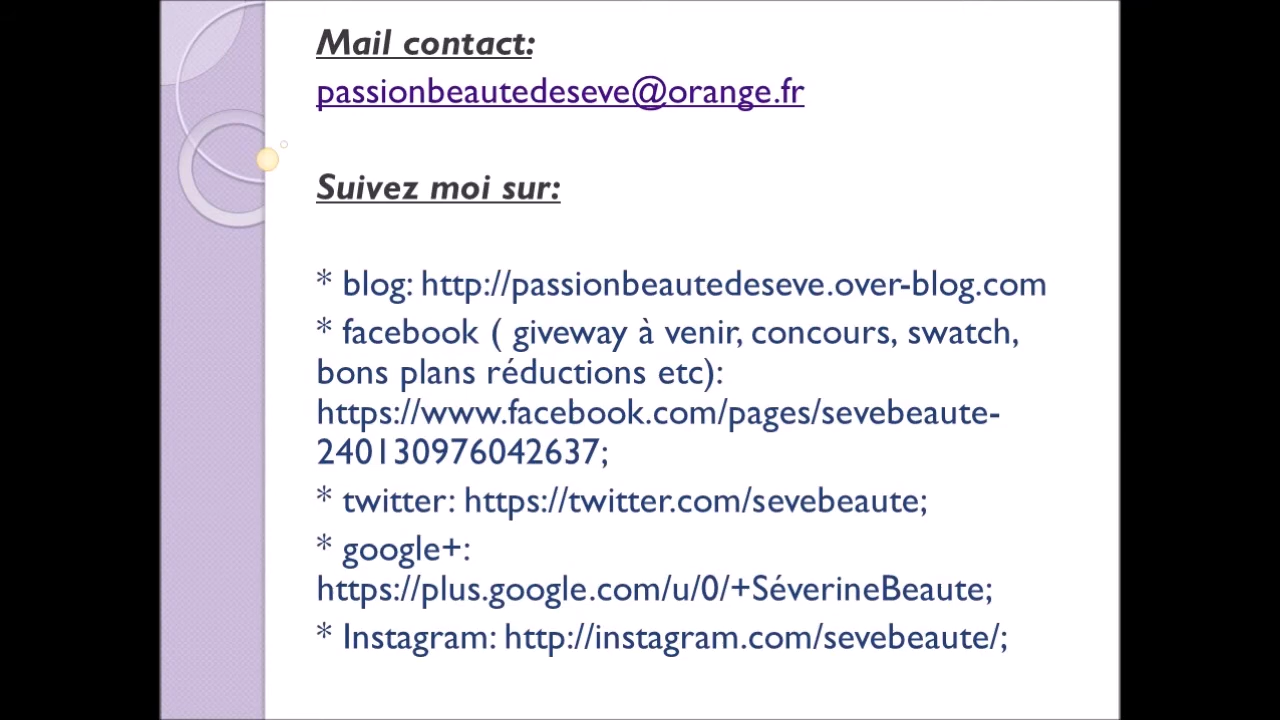 Mail contact:
passionbeautedeseve@orange.fr
Suivez moi sur:
* blog: http://passionbeautedeseve.over-blog.com
* facebook ( giveway à venir, concours, swatch,
bons plans réductions etc):
https://www.facebook.com/pages/sevebeaute-
240130976042637;
* twitter: https://twitter.com/sevebeaute;
* google+:
https://plus.google.com/u/0/+SéverineBeaute;
* Instagram: http://instagram.com/sevebeaute/;